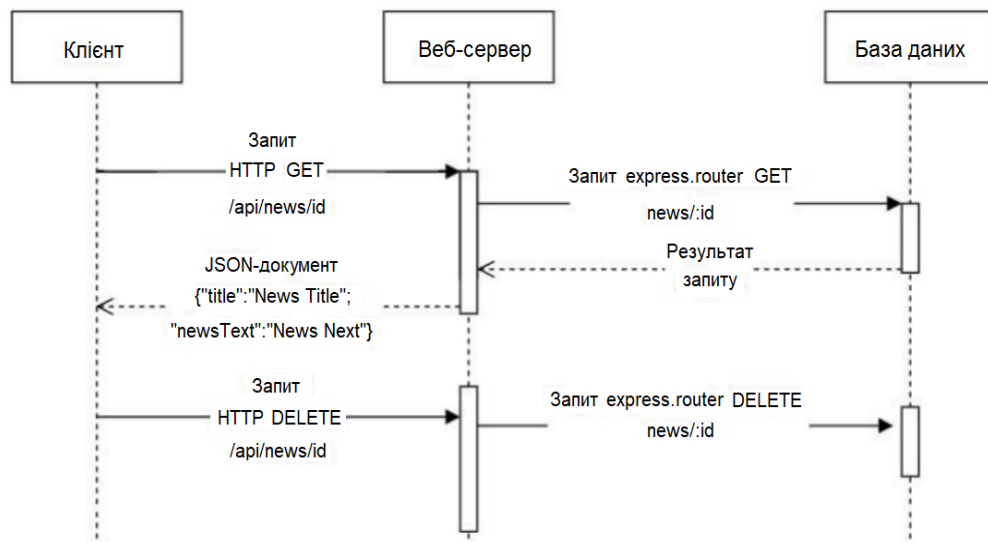 Клієнт
Веб-сервер
База даних
Запит
HTTP GET
/api/news/id
Запит express.router GET
news/:id
Результат
запиту
JSON-документ
{"title":"News Title";
"newsText":"News Next"}
Запит
HTTP DELETE
/api/news/id
Запит express.router DELETE
news/:id